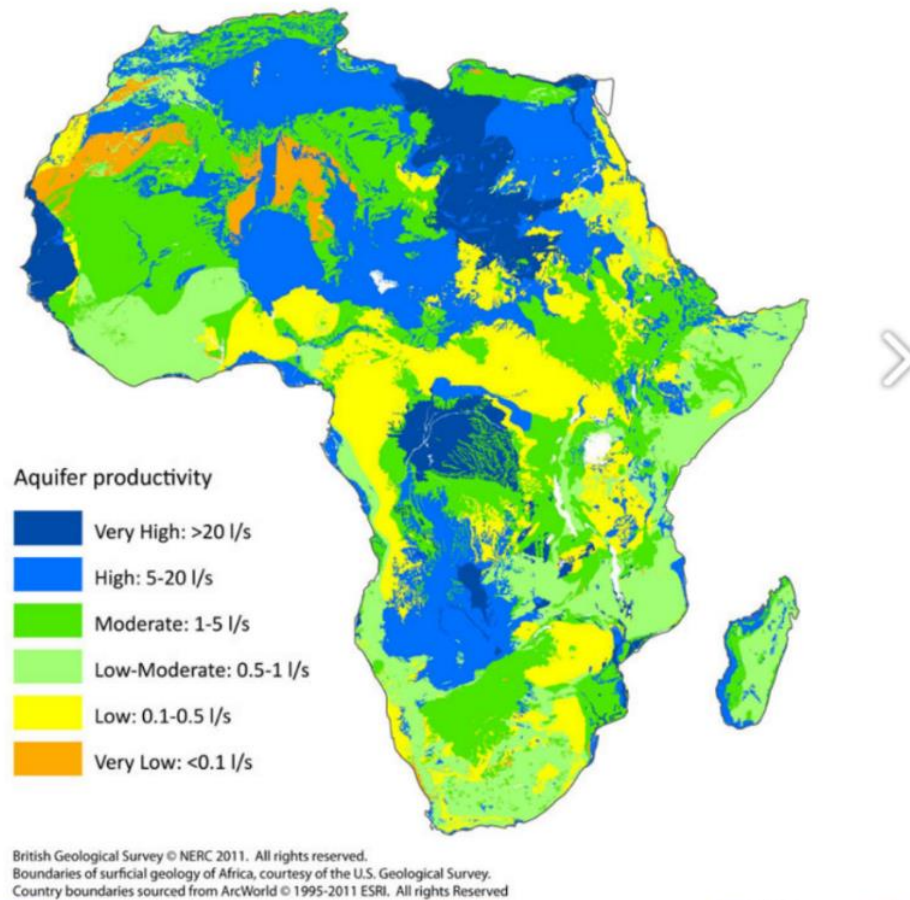 Aquifer productivity
Very High: >20 l/s
High: 5-20 l/s
Moderate: 1-5 l/s
Low-Moderate: 0.5-1 l/s
Low: 0.1-0.5 l/s
Very Low: <0.1 l/s
British Geological Survey © NERC 2011. All rights reserved.
Boundaries of surficial geology of Africa, courtesy of the U.S. Geological Survey.
Country boundaries sourced from ArcWorld © 1995-2011 ESRI. All rights Reserved